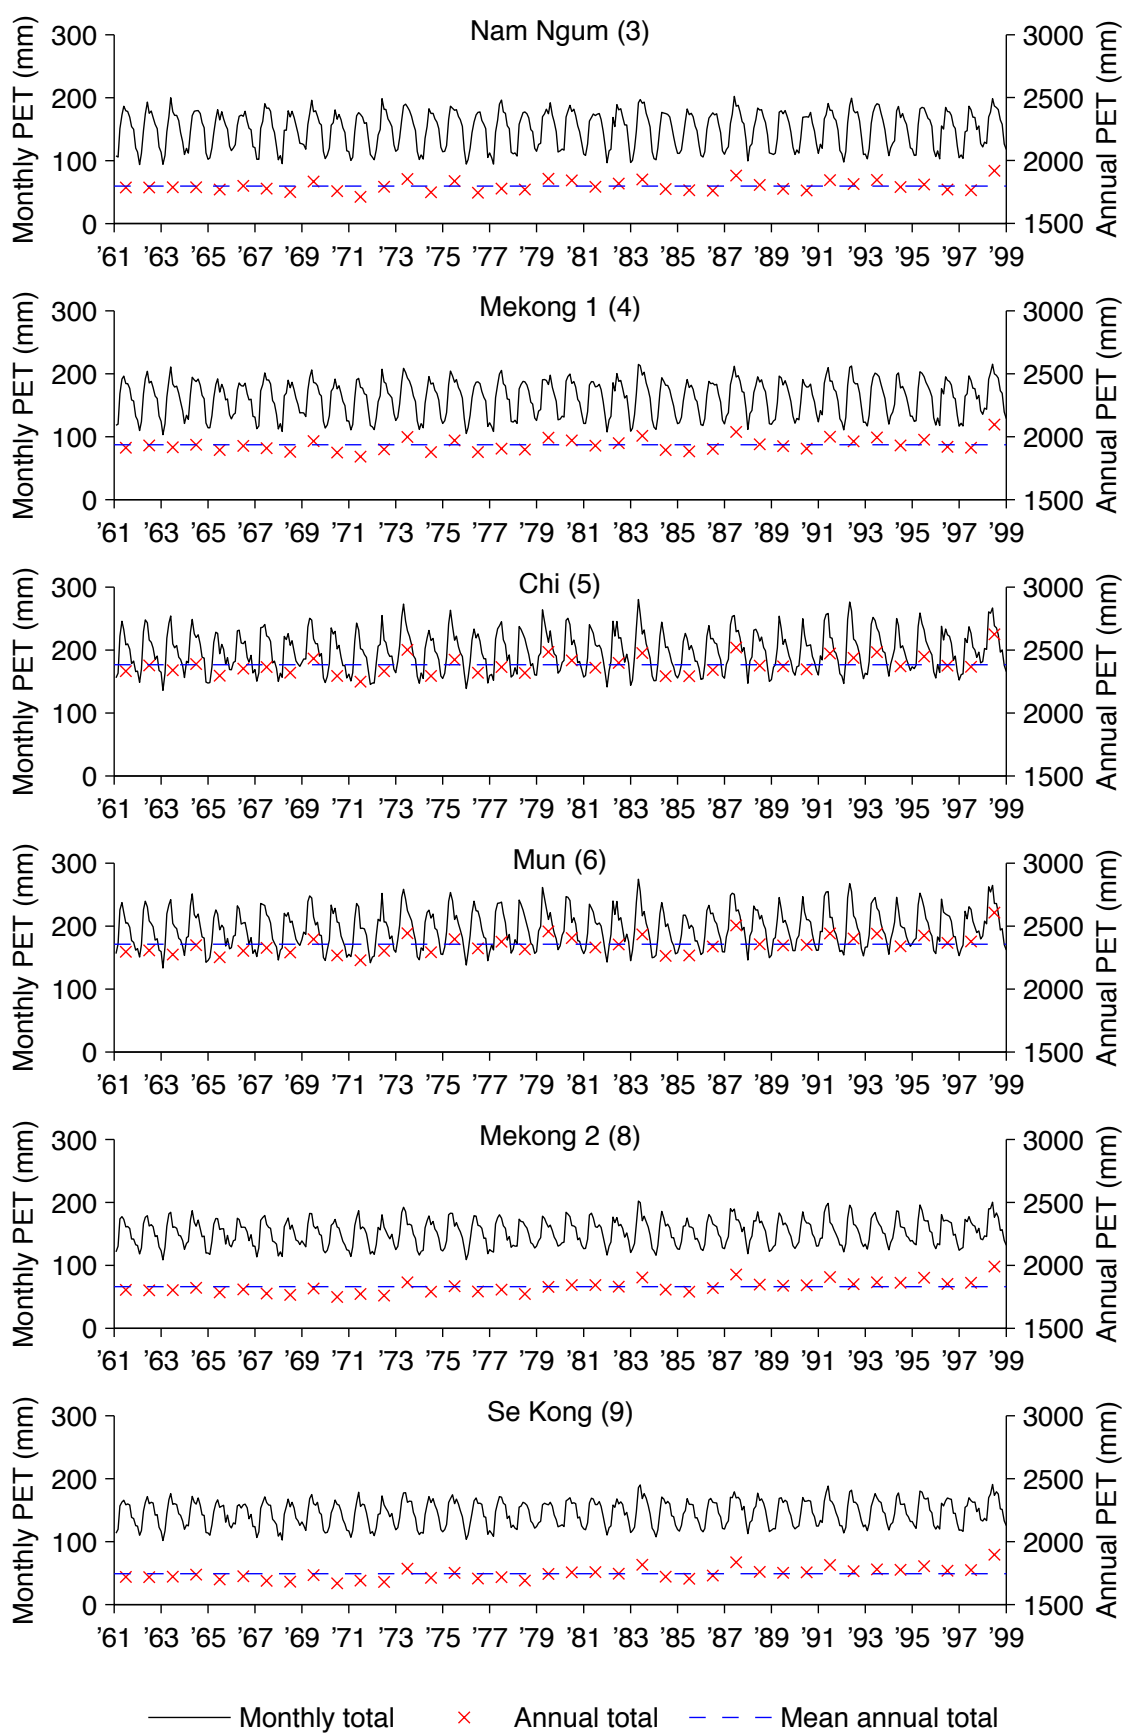 Nam Ngum (3)
Monthly PET (mm)
300
200
100
0
3000
2500
2000
1500
Annual PET (mm)
’61 ’63 ’65 ’67 ’69 ’71 ’73 ’75 ’77 ’79 ’81 ’83 ’85 ’87 ’89 ’91 ’93 ’95 ’97 ’99
Mekong 1 (4)
Monthly PET (mm)
300
200
100
0
3000
2500
2000
1500
Annual PET (mm)
’61 ’63 ’65 ’67 ’69 ’71 ’73 ’75 ’77 ’79 ’81 ’83 ’85 ’87 ’89 ’91 ’93 ’95 ’97 ’99
Chi (5)
Monthly PET (mm)
300
200
100
0
3000
2500
2000
1500
Annual PET (mm)
’61 ’63 ’65 ’67 ’69 ’71 ’73 ’75 ’77 ’79 ’81 ’83 ’85 ’87 ’89 ’91 ’93 ’95 ’97 ’99
Mun (6)
Monthly PET (mm)
300
200
100
0
3000
2500
2000
1500
Annual PET (mm)
’61 ’63 ’65 ’67 ’69 ’71 ’73 ’75 ’77 ’79 ’81 ’83 ’85 ’87 ’89 ’91 ’93 ’95 ’97 ’99
Mekong 2 (8)
Monthly PET (mm)
300
200
100
0
3000
2500
2000
1500
Annual PET (mm)
’61 ’63 ’65 ’67 ’69 ’71 ’73 ’75 ’77 ’79 ’81 ’83 ’85 ’87 ’89 ’91 ’93 ’95 ’97 ’99
Se Kong (9)
Monthly PET (mm)
300
200
100
0
3000
2500
2000
1500
Annual PET (mm)
’61 ’63 ’65 ’67 ’69 ’71 ’73 ’75 ’77 ’79 ’81 ’83 ’85 ’87 ’89 ’91 ’93 ’95 ’97 ’99
Monthly total Annual total Mean annual total